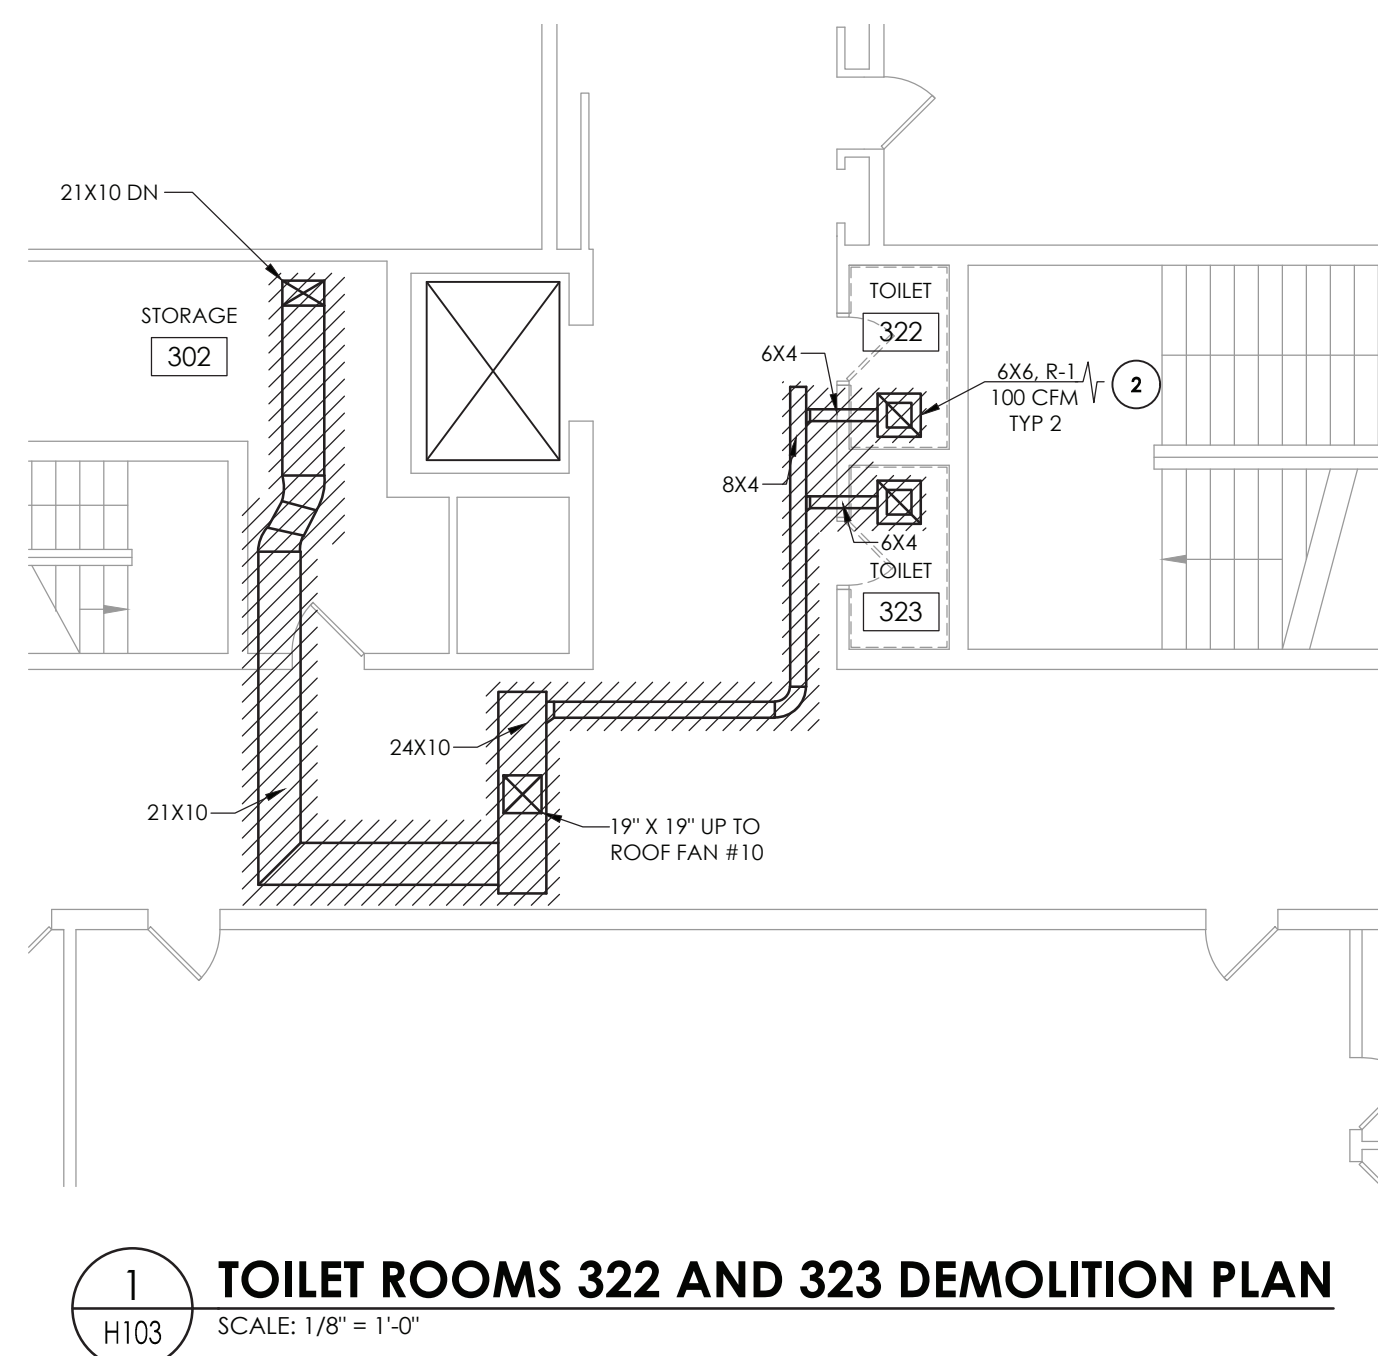 21X10 DN
STORAGE
302
TOILET
322
6X4
6X6, R-1
100 CFM
TYP 2
2
8X4
6X4
TOILET
323
24X10
21X10
19" X 19" UP TO
ROOF FAN #10
1
H103
TOILET ROOMS 322 AND 323 DEMOLITION PLAN
SCALE: 1/8" = 1'-0"